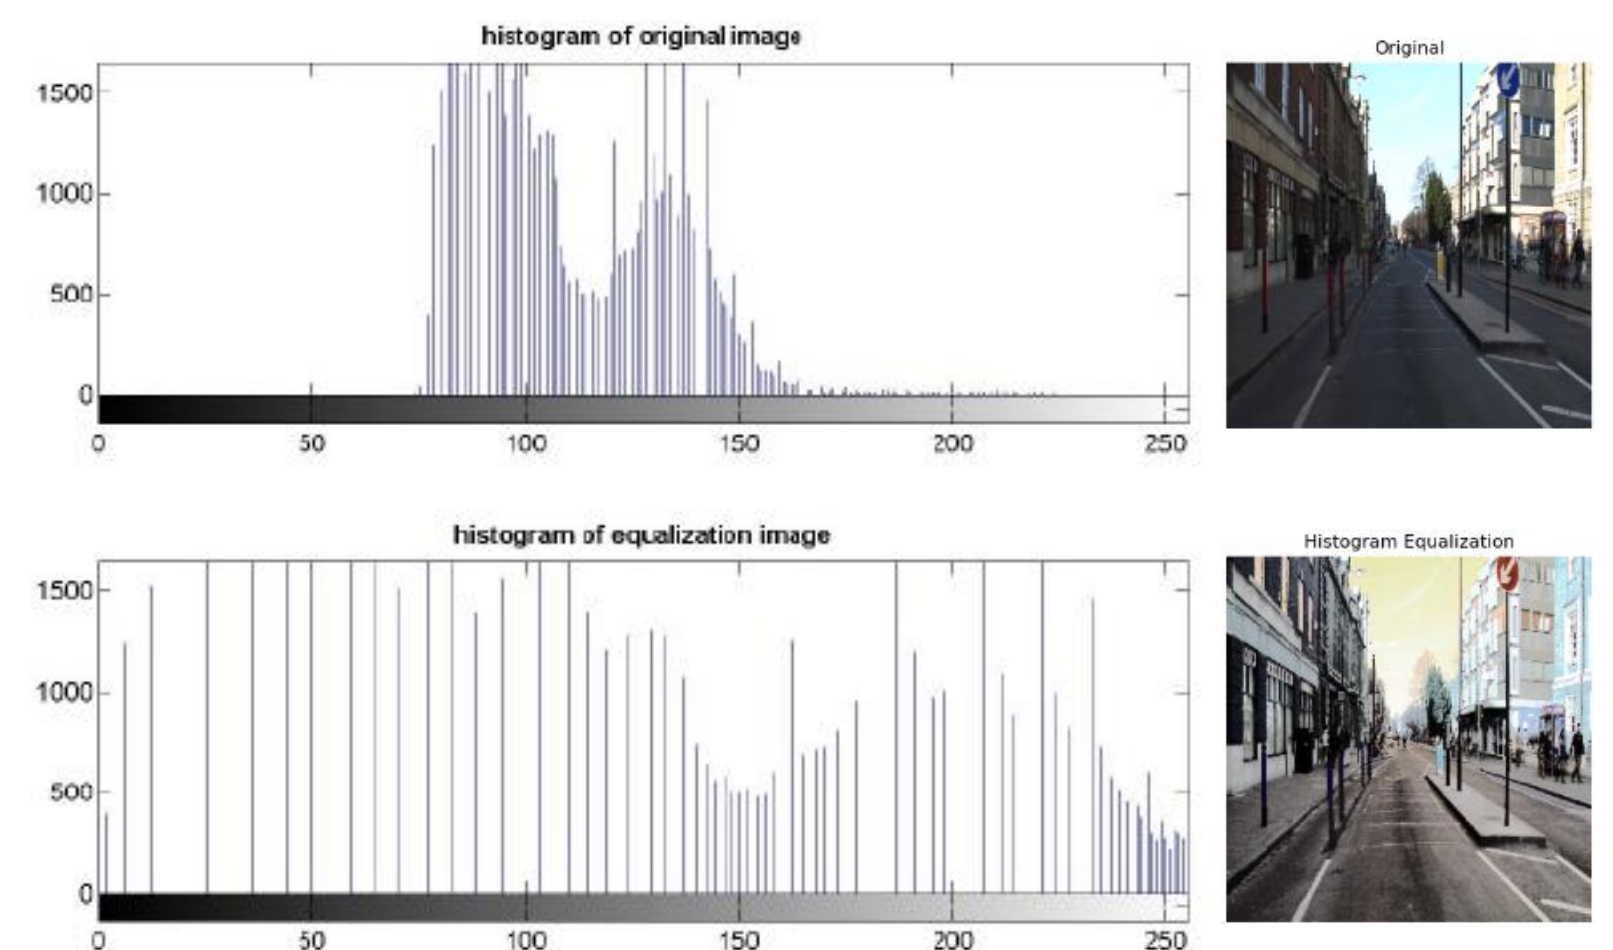 histogram of original image
1500
1000
500
0
0 50 100 150 200 250
Original
histogram of equalization image
1500
1000
500
0
0 50 100 150 200 250
Histogram Equalization